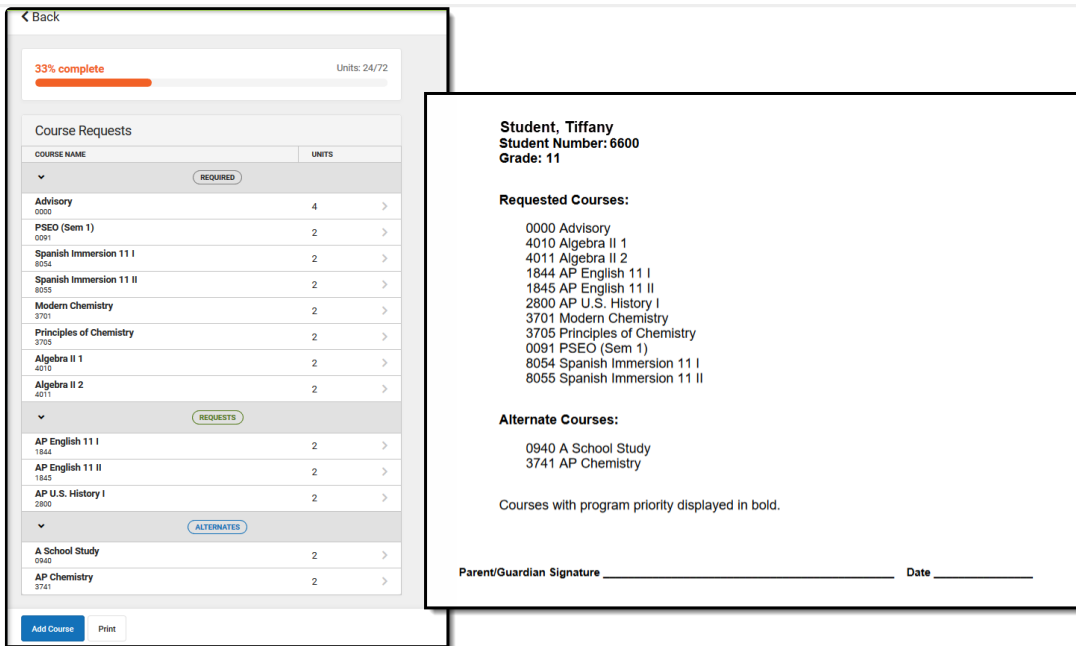 Back
33% complete Units: 24/72
Course Requests
COURSE NAME UNITS
REQUIRED
Advisory 4
0000
PSEO (Sem 1) 2
0091
Spanish Immersion 11 I 2
8054
Spanish Immersion 11 II 2
8055
Modern Chemistry 2
3701
Principles of Chemistry 2
3705
Algebra II 1 2
4010
Algebra II 2 2
4011
REQUESTS
AP English 11 I 2
1844
AP English 11 II 2
1845
AP U.S. History I 2
2800
ALTERNATES
A School Study 2
0940
AP Chemistry 2
3741
Add Course Print
Student, Tiffany
Student Number: 6600
Grade: 11
Requested Courses:
0000 Advisory
4010 Algebra II 1
4011 Algebra II 2
1844 AP English 11 I
1845 AP English 11 II
2800 AP U.S. History I
3701 Modern Chemistry
3705 Principles of Chemistry
0091 PSEO (Sem 1)
8054 Spanish Immersion 11 I
8055 Spanish Immersion 11 II
Alternate Courses:
0940 A School Study
3741 AP Chemistry
Courses with program priority displayed in bold.
Parent/Guardian Signature Date